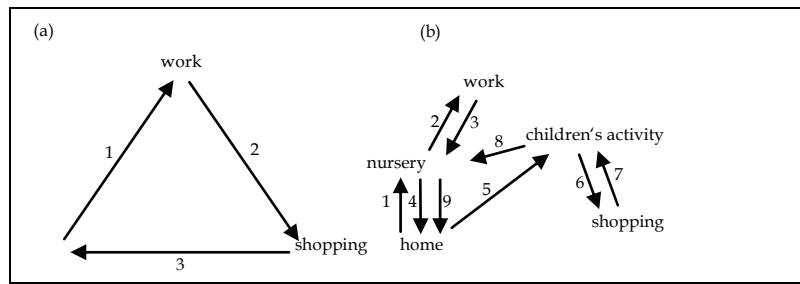 (a)
(b)
work
work
1
2
2
3
children‘s activity
8
nursery
1
4
9
5
6
7
shopping
shopping
home
3